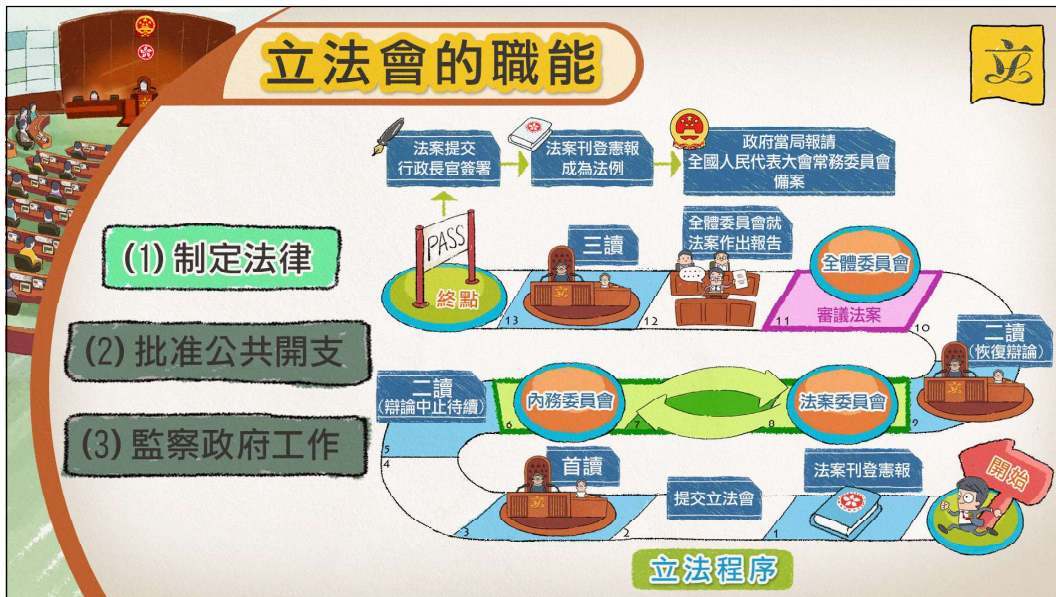 立法會的職能
立法
法案提交
行政長官簽署
法案刊登憲報
成為法例
政府當局報請
全國人民代表大會常務委員會
備案
(1) 制定法律
(2) 批准公共開支
(3) 監察政府工作
PASS
終點
13
三讀
12
全體委員會就
法案作出報告
11
全體委員會
審議法案
10
二讀
(辯論中止待續)
5
6
內務委員會
7
8
法案委員會
9
二讀
(恢復辯論)
4
3
首讀
2
提交立法會
1
法案刊登憲報
開始
立法程序